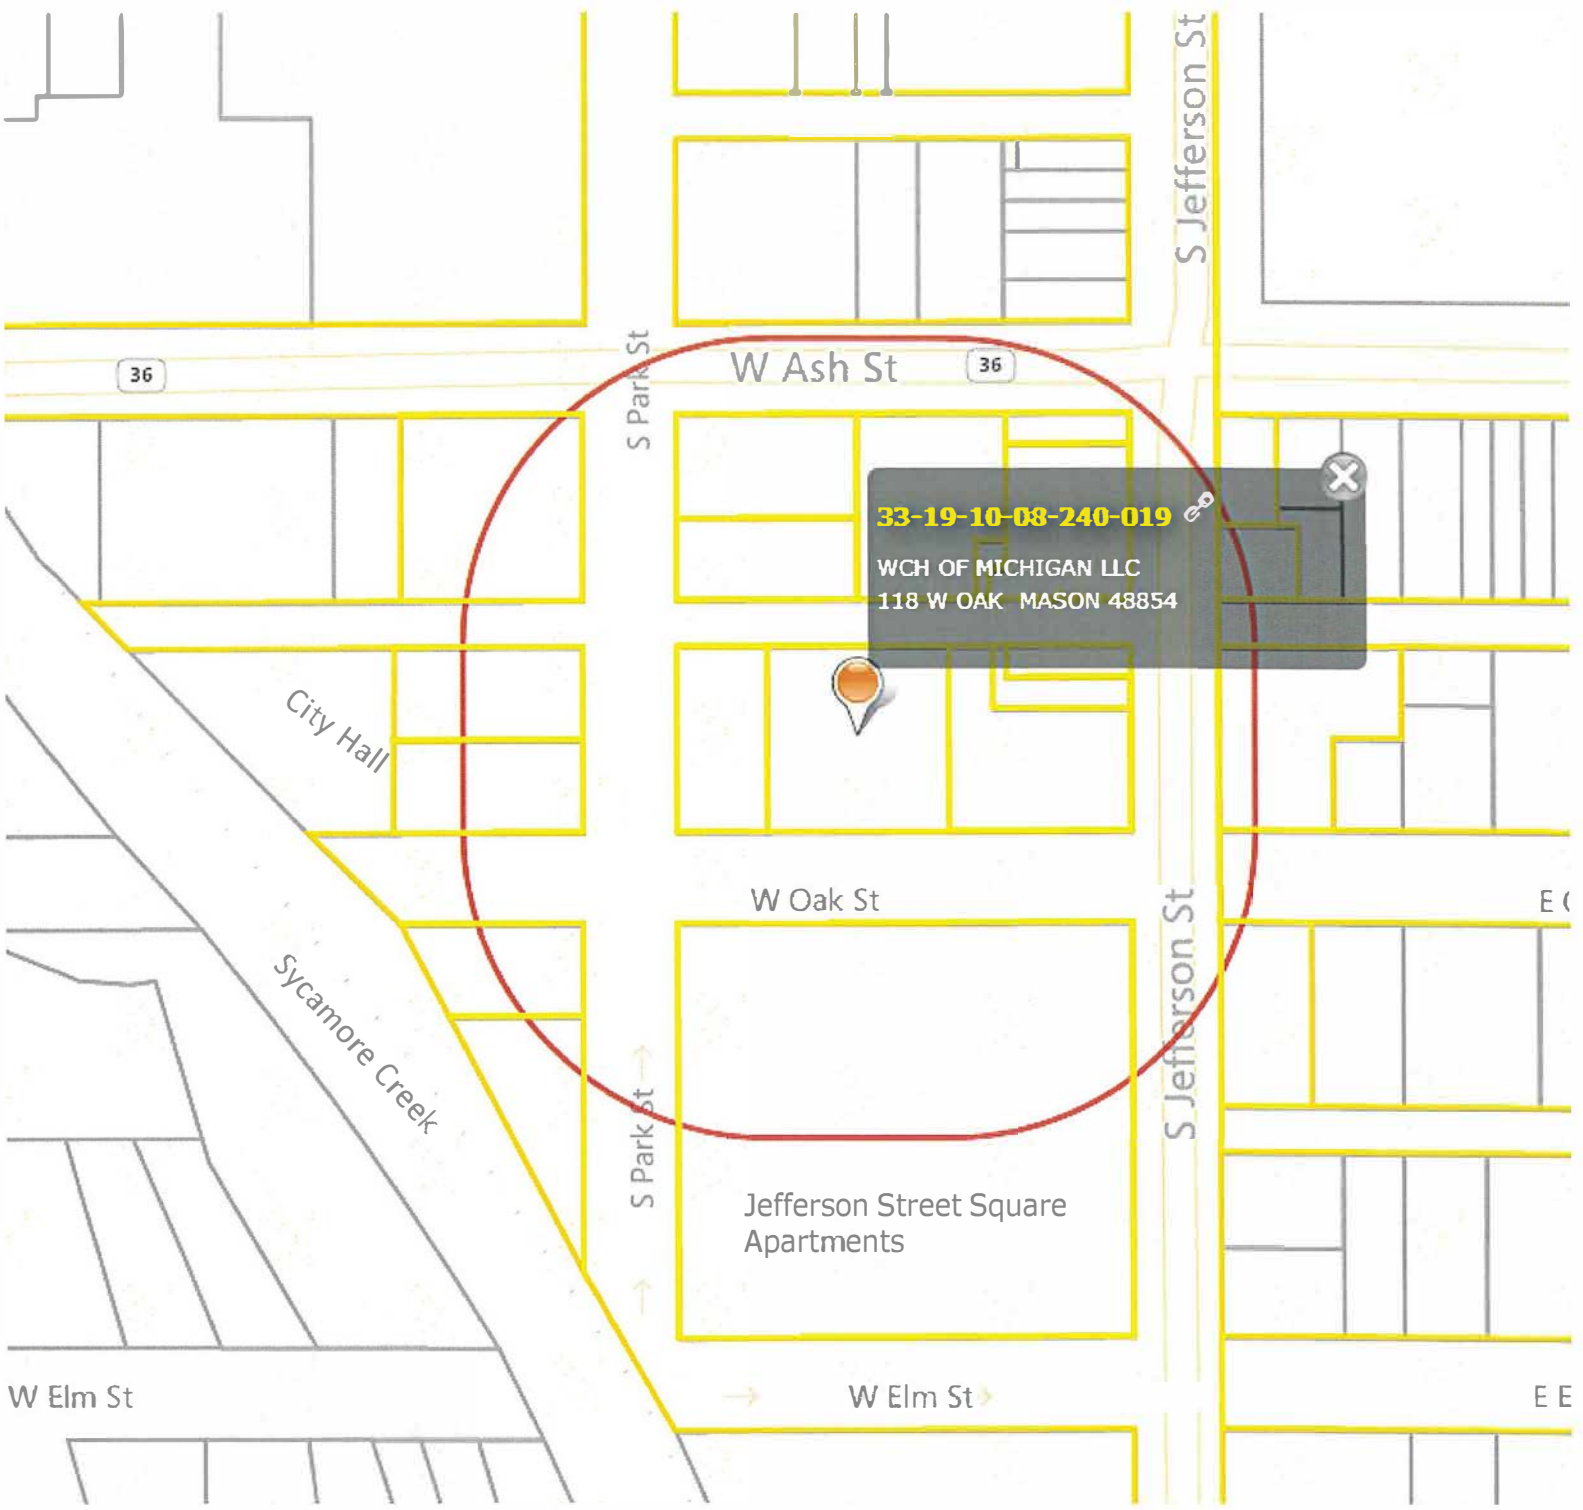 S Jefferson St
S Park St
W Ash St
36
36
33-19-10-08-240-019
WCH OF MICHIGAN LLC
118 W OAK MASON 48854
City Hall
W Oak St
E
Sycamore Creek
S Jefferson St
S Park St
Jefferson Street Square
Apartments
W Elm St
W Elm St
E E